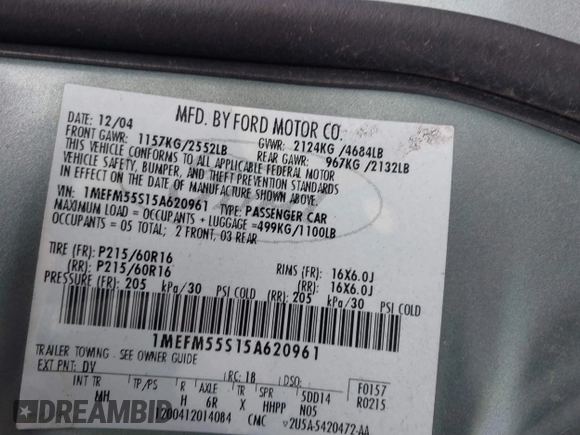 MFD. BY FORD MOTOR CO.
DATE: 12/04
GVWR: 2124KG /4684LB
FRONT GAWR: 1157KG/2552LB
REAR GAWR: 967KG/2132LB
THIS VEHICLE CONFORMS TO ALL APPLICABLE FEDERAL MOTOR
VEHICLE SAFETY, BUMPER, AND THEFT PREVENTION STANDARDS
IN EFFECT ON THE DATE OF MANUFACTURE SHOWN ABOVE.
VIN: 1MEFM55S15A620961 TYPE: PASSENGER CAR
MAXIMUM LOAD = OCCUPANTS + LUGGAGE = 499KG/1100LB
OCCUPANTS = 05 TOTAL; 2 FRONT, 03 REAR
TIRE (FR): P215/60R16 RIMS (FR): 16X6.0J
(RR): P215/60R16 (RR): 16X6.0J
PRESSURE (FR): 205 kPa/30 PSI COLD (RR): 205 kPa/30 PSI COLD
1MEFM55S15A620961
TRAILER TOWING - SEE OWNER GUIDE
EXT PNT: DV RC: 18 DSO: F0157
INT TR TP/PS R AXLE TR SPR 5DD14 R0215
MH H 6R X HHPP N05
1200412014084 CMC 2U5A-5420472-AA
DREAMBID